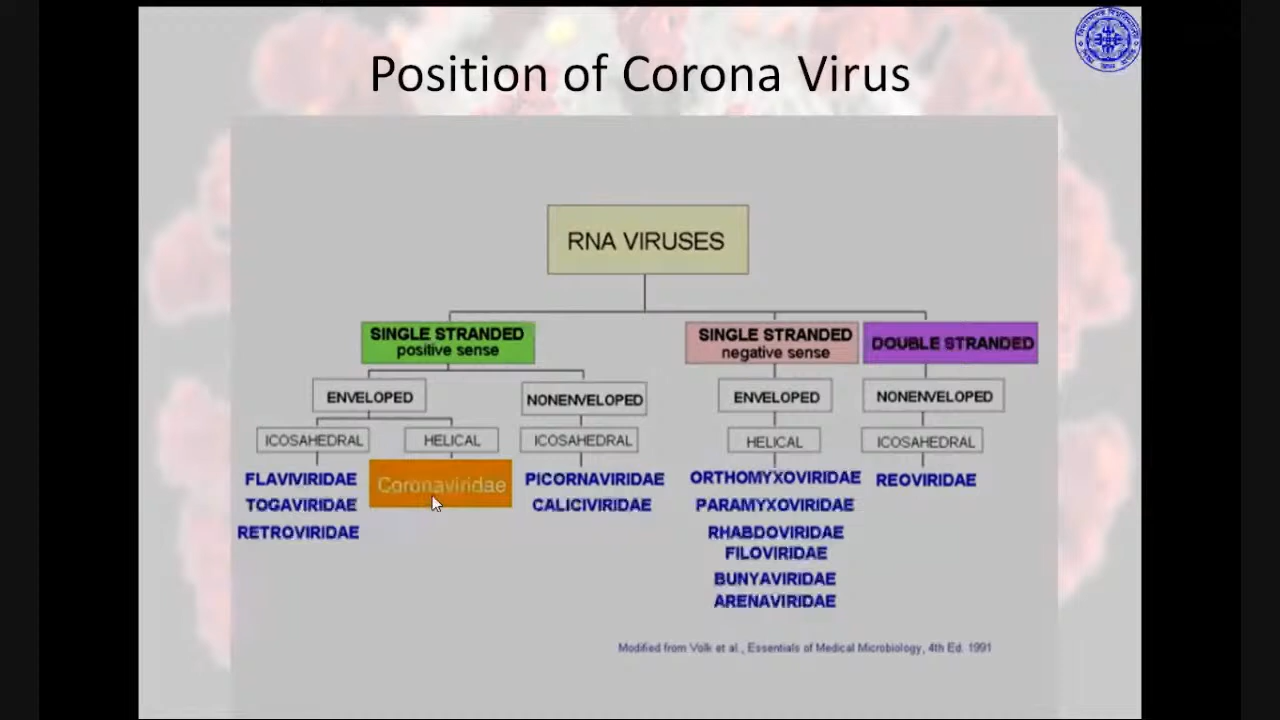 Position of Corona Virus
RNA VIRUSES
SINGLE STRANDED
positive sense
SINGLE STRANDED
negative sense
DOUBLE STRANDED
ENVELOPED
NONENVELOPED
ENVELOPED
NONENVELOPED
ICOSAHEDRAL
HELICAL
ICOSAHEDRAL
HELICAL
ICOSAHEDRAL
FLAVIVIRIDAE
TOGAVIRIDAE
RETROVIRIDAE
Coronaviridae
PICORNAVIRIDAE
CALICIVIRIDAE
ORTHOMYXOVIRIDAE
PARAMYXOVIRIDAE
RHABDOVIRIDAE
FILOVIRIDAE
BUNYAVIRIDAE
ARENAVIRIDAE
REOVIRIDAE
Modified from Volk et al., Essentials of Medical Microbiology, 4th Ed. 1991